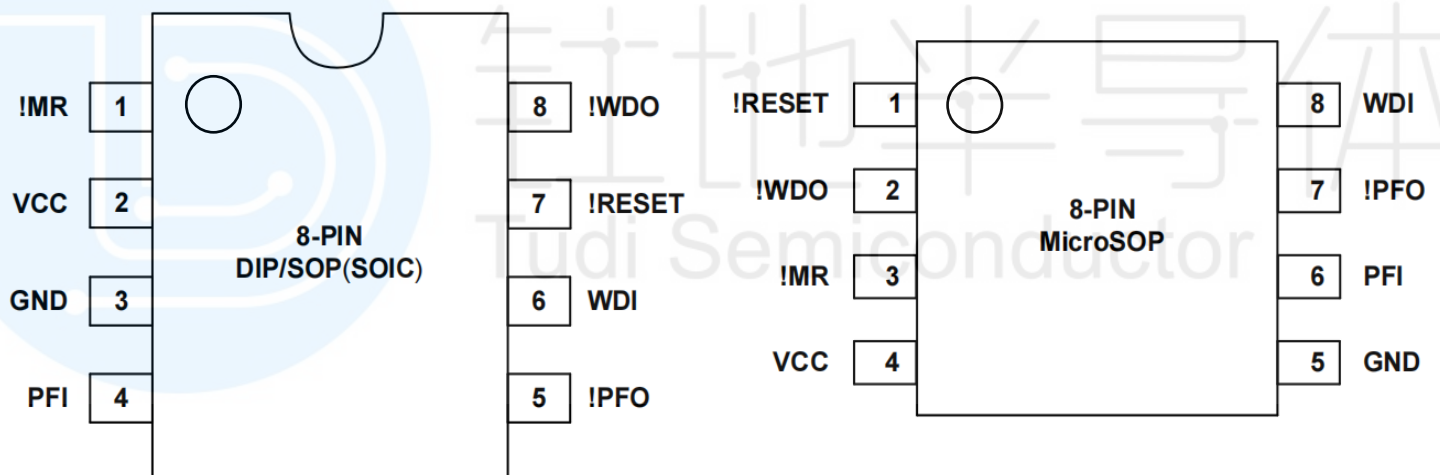 !MR 1
VCC 2
GND 3
PFI 4
8-PIN
DIP/SOP(SOIC)
8 !WDO
7 !RESET
6 WDI
5 !PFO
!RESET 1
!WDO 2
!MR 3
VCC 4
8-PIN
MicroSOP
8 WDI
7 !PFO
6 PFI
5 GND
钍地半导体
Tudi Semiconductor